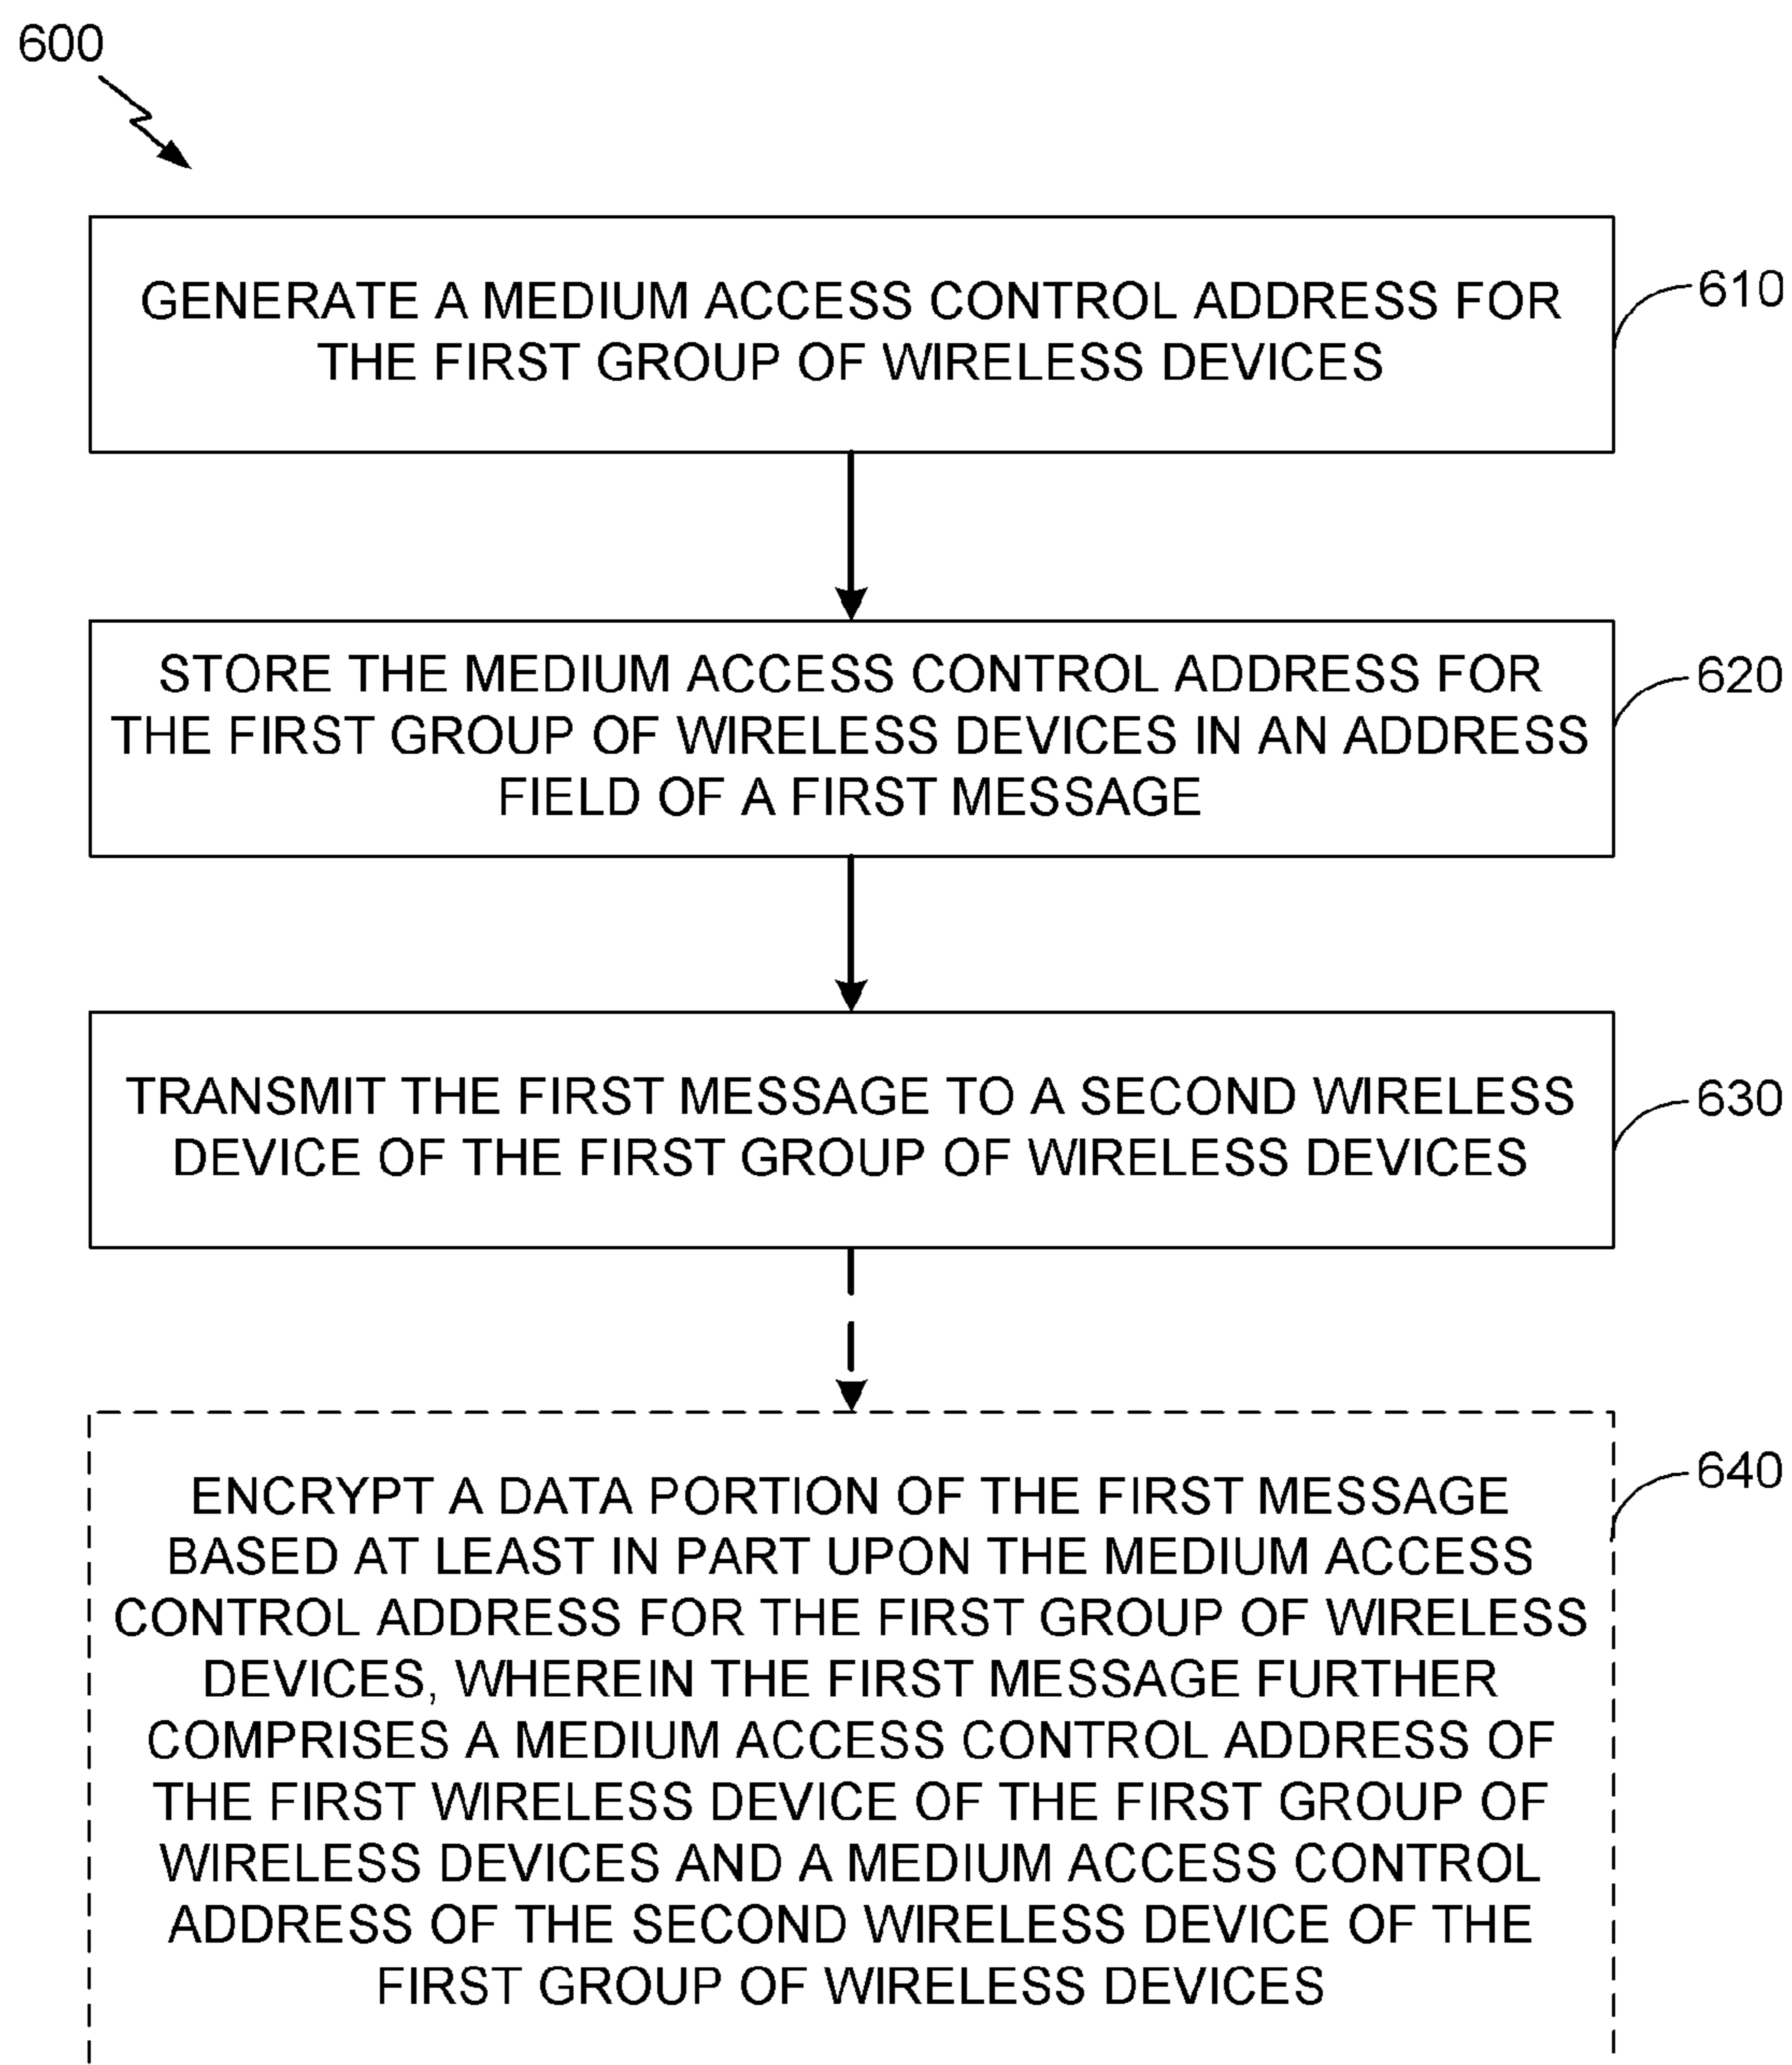 600
GENERATE A MEDIUM ACCESS CONTROL ADDRESS FOR
THE FIRST GROUP OF WIRELESS DEVICES
610
STORE THE MEDIUM ACCESS CONTROL ADDRESS FOR
THE FIRST GROUP OF WIRELESS DEVICES IN AN ADDRESS
FIELD OF A FIRST MESSAGE
620
TRANSMIT THE FIRST MESSAGE TO A SECOND WIRELESS
DEVICE OF THE FIRST GROUP OF WIRELESS DEVICES
630
ENCRYPT A DATA PORTION OF THE FIRST MESSAGE
BASED AT LEAST IN PART UPON THE MEDIUM ACCESS
CONTROL ADDRESS FOR THE FIRST GROUP OF WIRELESS
DEVICES, WHEREIN THE FIRST MESSAGE FURTHER
COMPRISES A MEDIUM ACCESS CONTROL ADDRESS OF
THE FIRST WIRELESS DEVICE OF THE FIRST GROUP OF
WIRELESS DEVICES AND A MEDIUM ACCESS CONTROL
ADDRESS OF THE SECOND WIRELESS DEVICE OF THE
FIRST GROUP OF WIRELESS DEVICES
640